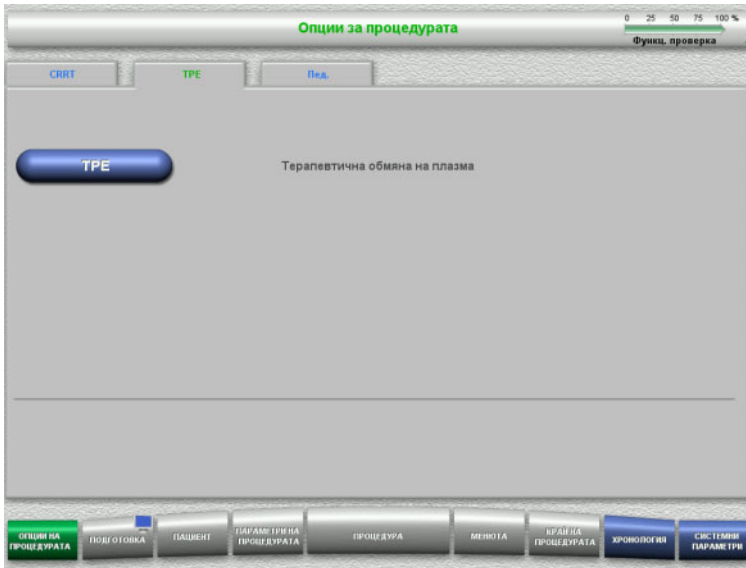 Опции за процедурата
0 25 50 75 100 %
Функц. проверка
CRRT
TPE
Пед.
TPE
Терапевтична обмяна на плазма
ОПЦИИ НА
ПРОЦЕДУРАТА
ПОДГОТОВКА
ПАЦИЕНТ
ПАРАМЕТРИ НА
ПРОЦЕДУРАТА
ПРОЦЕДУРА
МЕНЮТА
КРАЙ НА
ПРОЦЕДУРАТА
ХРОНОЛОГИЯ
СИСТЕМНИ
ПАРАМЕТРИ